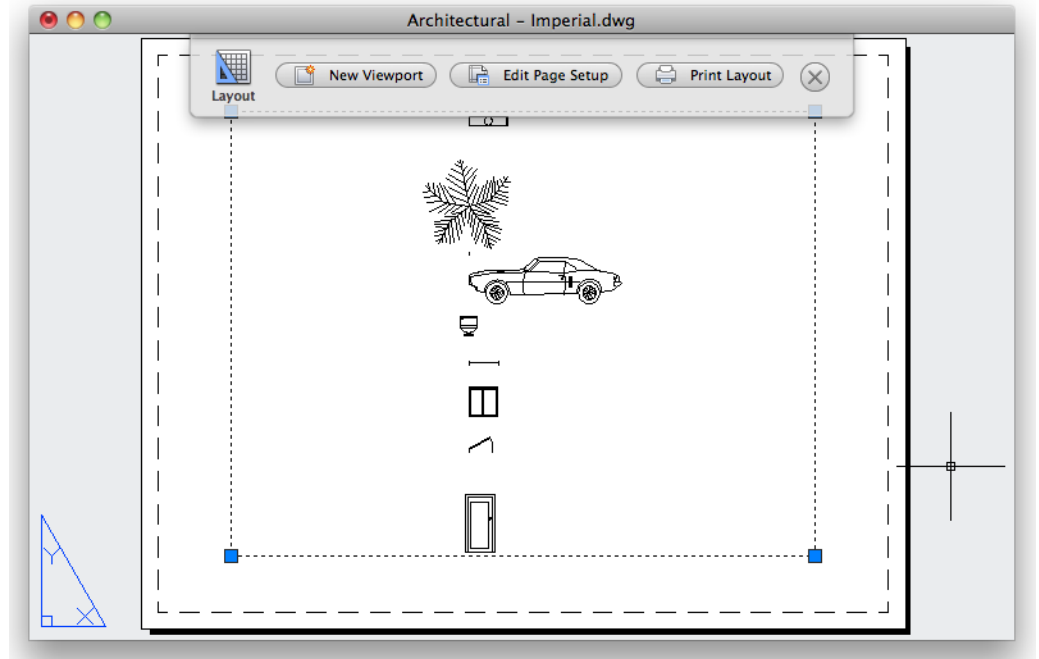 Architectural – Imperial.dwg
New Viewport
Edit Page Setup
Print Layout
Layout
Y
X